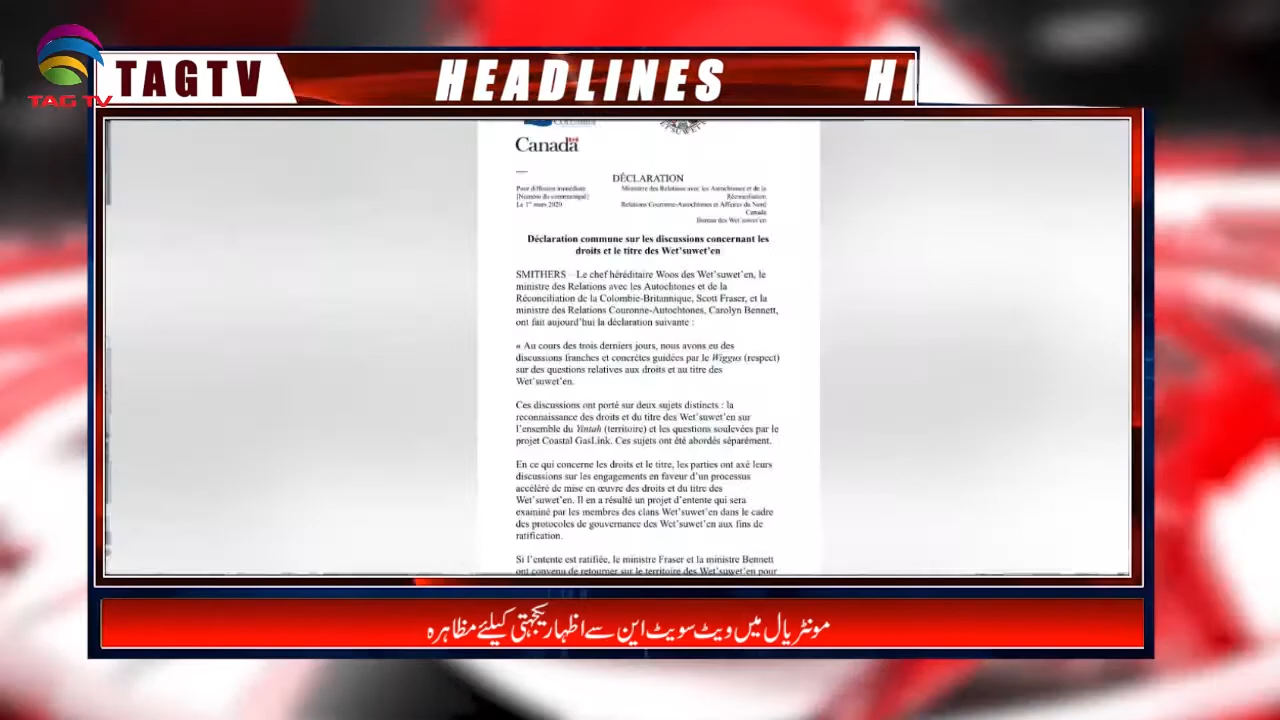 TAGTV
HEADLINES
TAG TV
Canada
DÉCLARATION
Pour diffusion immédiate
[Numéro du communiqué]
Le 1er mars 2020
Ministère des Relations avec les Autochtones et de la
Réconciliation
Relations Couronne-Autochtones et Affaires du Nord
Canada
Bureau des Wet'suwet'en
Déclaration commune sur les discussions concernant les
droits et le titre des Wet'suwet'en
SMITHERS – Le chef héréditaire Woos des Wet'suwet'en, le
ministre des Relations avec les Autochtones et de la
Réconciliation de la Colombie-Britannique, Scott Fraser, et la
ministre des Relations Couronne-Autochtones, Carolyn Bennett,
ont fait aujourd'hui la déclaration suivante :
« Au cours des trois derniers jours, nous avons eu des
discussions franches et concrètes guidées par le Wiggus (respect)
sur des questions relatives aux droits et au titre des
Wet'suwet'en.
Ces discussions ont porté sur deux sujets distincts : la
reconnaissance des droits et du titre des Wet'suwet'en sur
l'ensemble du Yintah (territoire) et les questions soulevées par le
projet Coastal GasLink. Ces sujets ont été abordés séparément.
En ce qui concerne les droits et le titre, les parties ont axé leurs
discussions sur les engagements en faveur d'un processus
accéléré de mise en œuvre des droits et du titre des
Wet'suwet'en. Il en a résulté un projet d'entente qui sera
examiné par les membres des clans Wet'suwet'en dans le cadre
des protocoles de gouvernance des Wet'suwet'en aux fins de
ratification.
Si l'entente est ratifiée, le ministre Fraser et la ministre Bennett
ont convenu de retourner sur le territoire des Wet'suwet'en pour
مونٹریال میں ویٹ سویٹ این سے اظہار یکجہتی کیلئے مظاہرہ